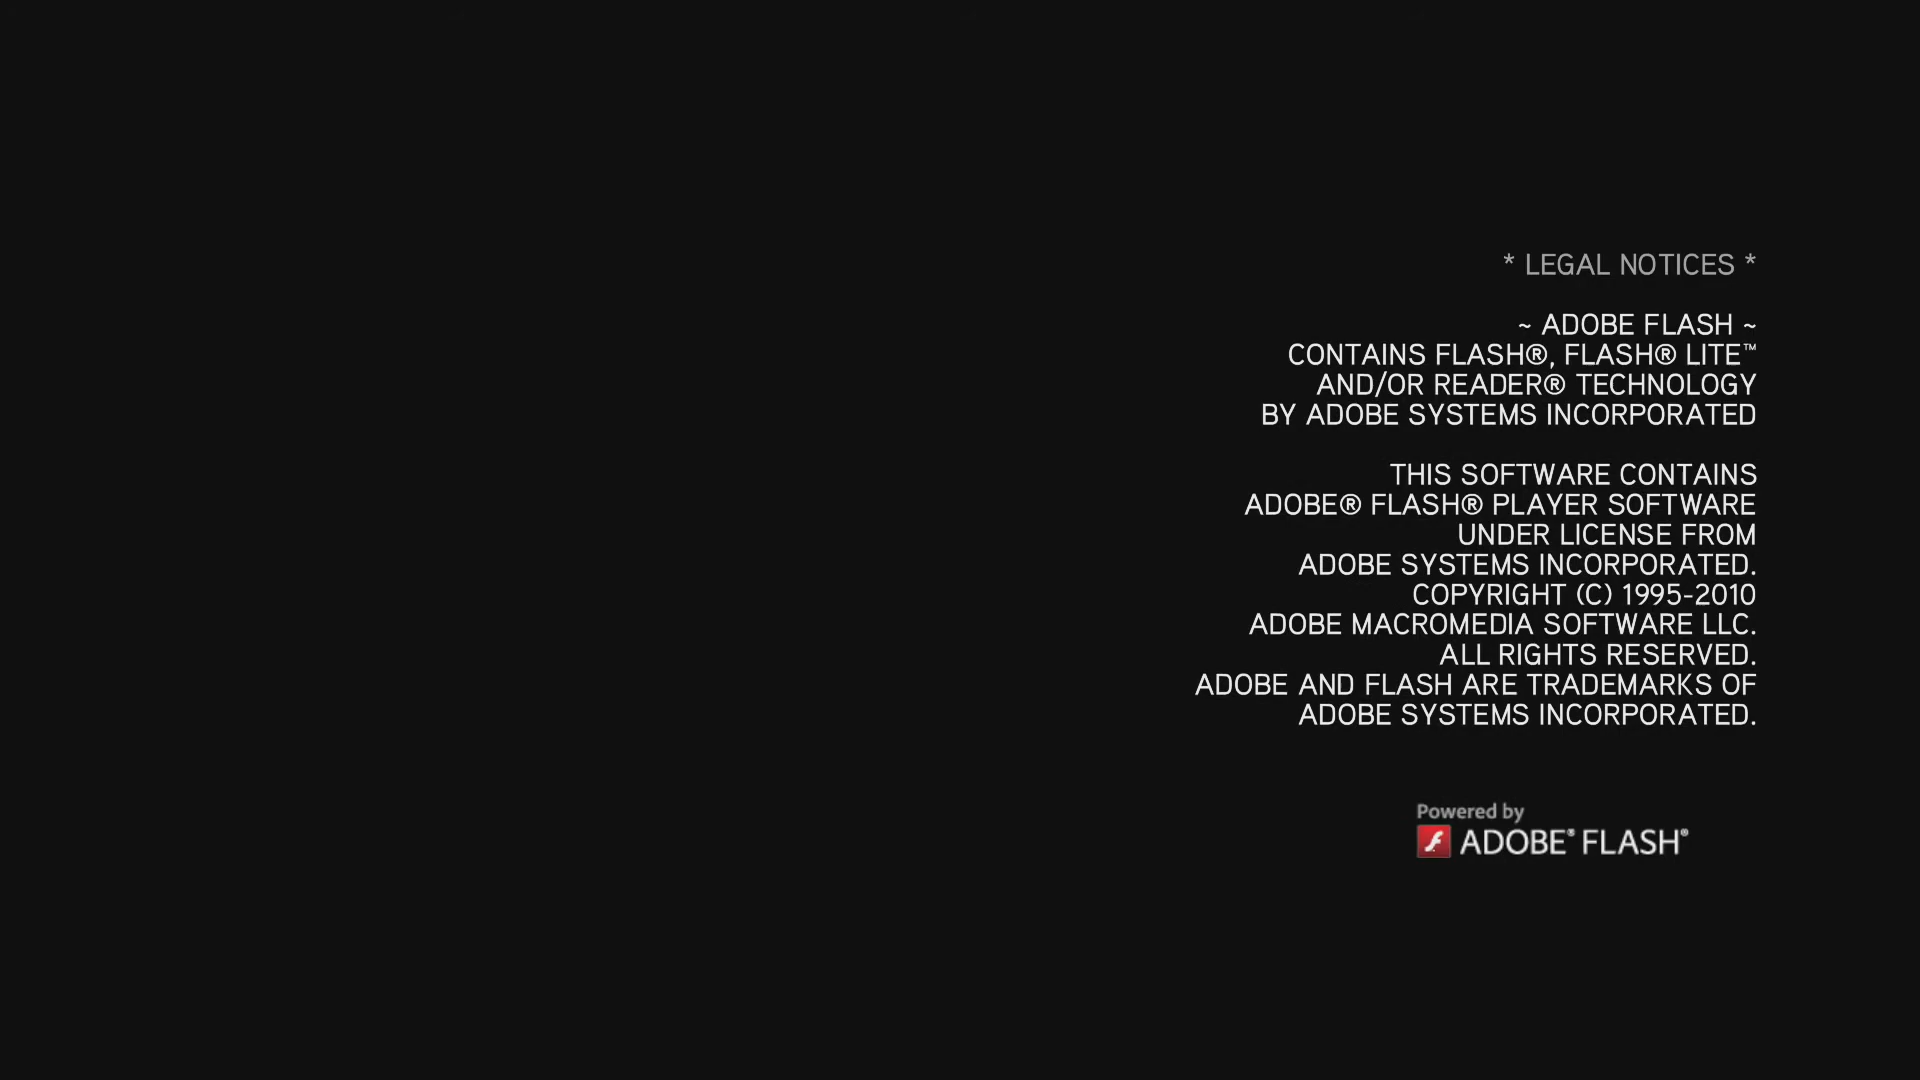 * LEGAL NOTICES *
~ ADOBE FLASH ~
CONTAINS FLASH®, FLASH® LITE™
AND/OR READER® TECHNOLOGY
BY ADOBE SYSTEMS INCORPORATED
THIS SOFTWARE CONTAINS
ADOBE® FLASH® PLAYER SOFTWARE
UNDER LICENSE FROM
ADOBE SYSTEMS INCORPORATED.
COPYRIGHT (C) 1995-2010
ADOBE MACROMEDIA SOFTWARE LLC.
ALL RIGHTS RESERVED.
ADOBE AND FLASH ARE TRADEMARKS OF
ADOBE SYSTEMS INCORPORATED.
Powered by
ADOBE® FLASH®